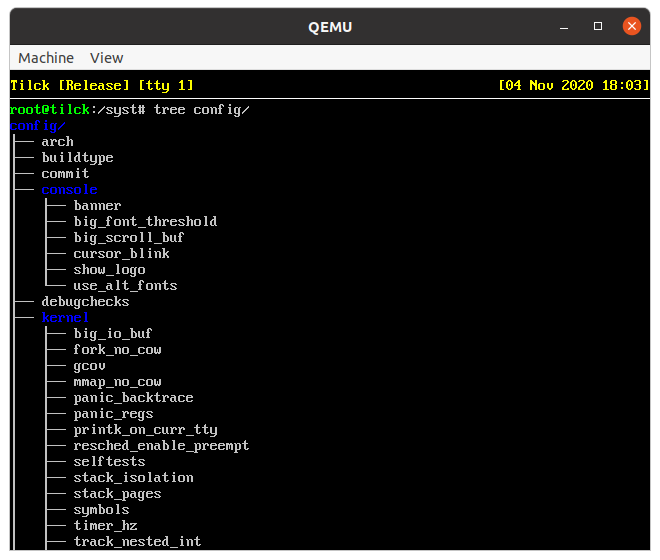 QEMU
Machine View
Tilck [Release] [tty 1] [04 Nov 2020 18:03]
root@tilck:/syst# tree config/
config/
├── arch
├── buildtype
├── commit
├── console
│   ├── banner
│   ├── big_font_threshold
│   ├── big_scroll_buf
│   ├── cursor_blink
│   ├── show_logo
│   └── use_alt_fonts
├── debugchecks
├── kernel
│   ├── big_io_buf
│   ├── fork_no_cow
│   ├── gcov
│   ├── mmap_no_cow
│   ├── panic_backtrace
│   ├── panic_regs
│   ├── printk_on_curr_tty
│   ├── resched_enable_preempt
│   ├── selftests
│   ├── stack_isolation
│   ├── stack_pages
│   ├── symbols
│   ├── timer_hz
│   ├── track_nested_int